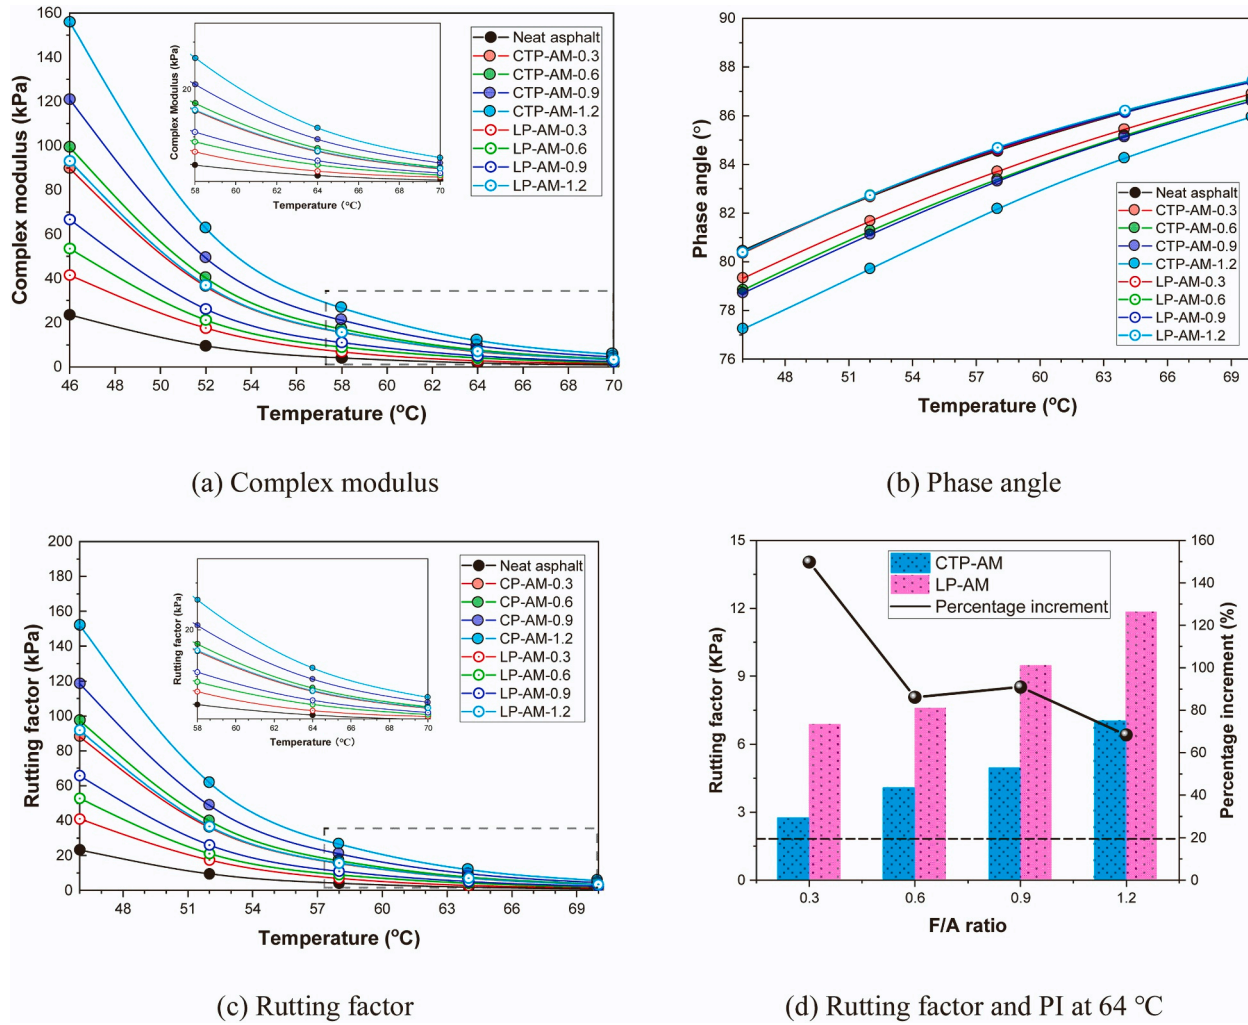 160
140
120
100
80
60
40
20
0
Complex modulus (kPa)
46 48 50 52 54 56 58 60 62 64 66 68 70
Temperature (°C)
20
Complex Modulus (kPa)
58 60 62 64 66 68 70
Temperature (°C)
Neat asphalt
CTP-AM-0.3
CTP-AM-0.6
CTP-AM-0.9
CTP-AM-1.2
LP-AM-0.3
LP-AM-0.6
LP-AM-0.9
LP-AM-1.2
(a) Complex modulus
90
88
86
84
82
80
78
76
Phase angle (°)
48 52 56 60 64 68
Temperature (°C)
Neat asphalt
CTP-AM-0.3
CTP-AM-0.6
CTP-AM-0.9
CTP-AM-1.2
LP-AM-0.3
LP-AM-0.6
LP-AM-0.9
LP-AM-1.2
(b) Phase angle
200
180
160
140
120
100
80
60
40
20
0
Rutting factor (kPa)
48 51 54 57 60 63 66 69
Temperature (°C)
20
Rutting factor (kPa)
58 60 62 64 66 68 70
Temperature (°C)
Neat asphalt
CP-AM-0.3
CP-AM-0.6
CP-AM-0.9
CP-AM-1.2
LP-AM-0.3
LP-AM-0.6
LP-AM-0.9
LP-AM-1.2
(c) Rutting factor
15
12
9
6
3
0
Rutting factor (KPa)
0.3 0.6 0.9 1.2
F/A ratio
CTP-AM
LP-AM
Percentage increment
160
140
120
100
80
60
40
20
0
Percentage increment (%)
(d) Rutting factor and PI at 64 °C